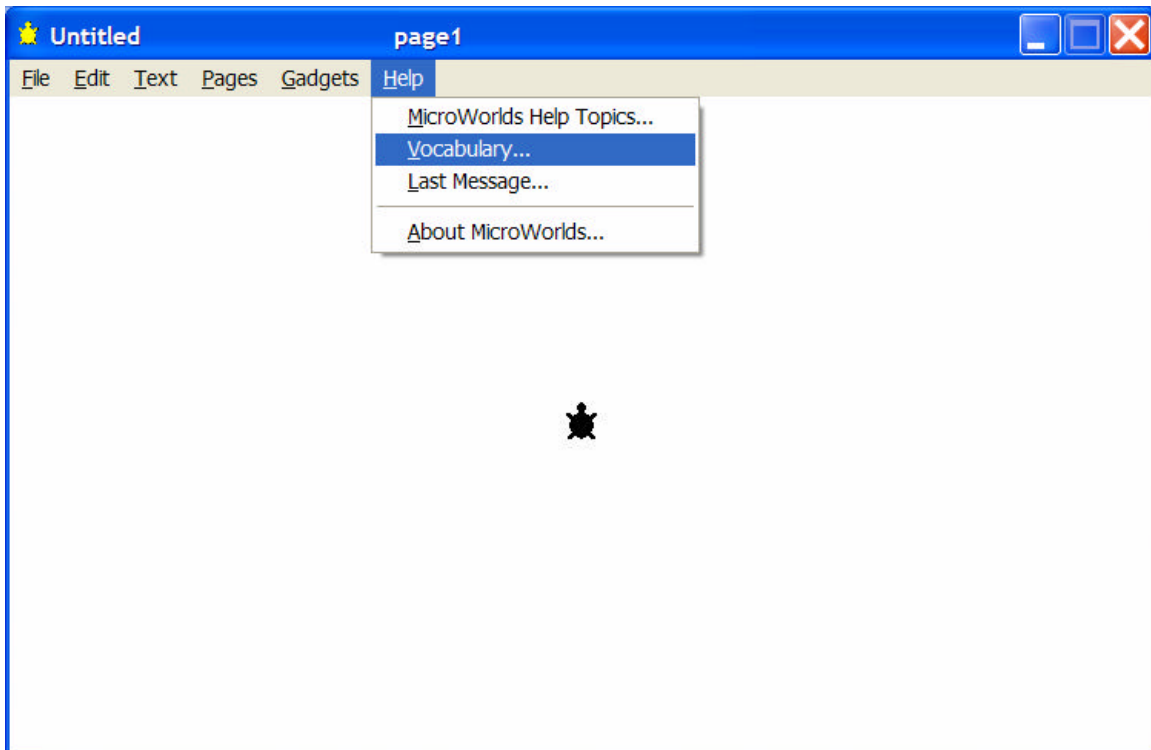 Untitled page1
File Edit Text Pages Gadgets Help
MicroWorlds Help Topics...
Vocabulary...
Last Message...
About MicroWorlds...